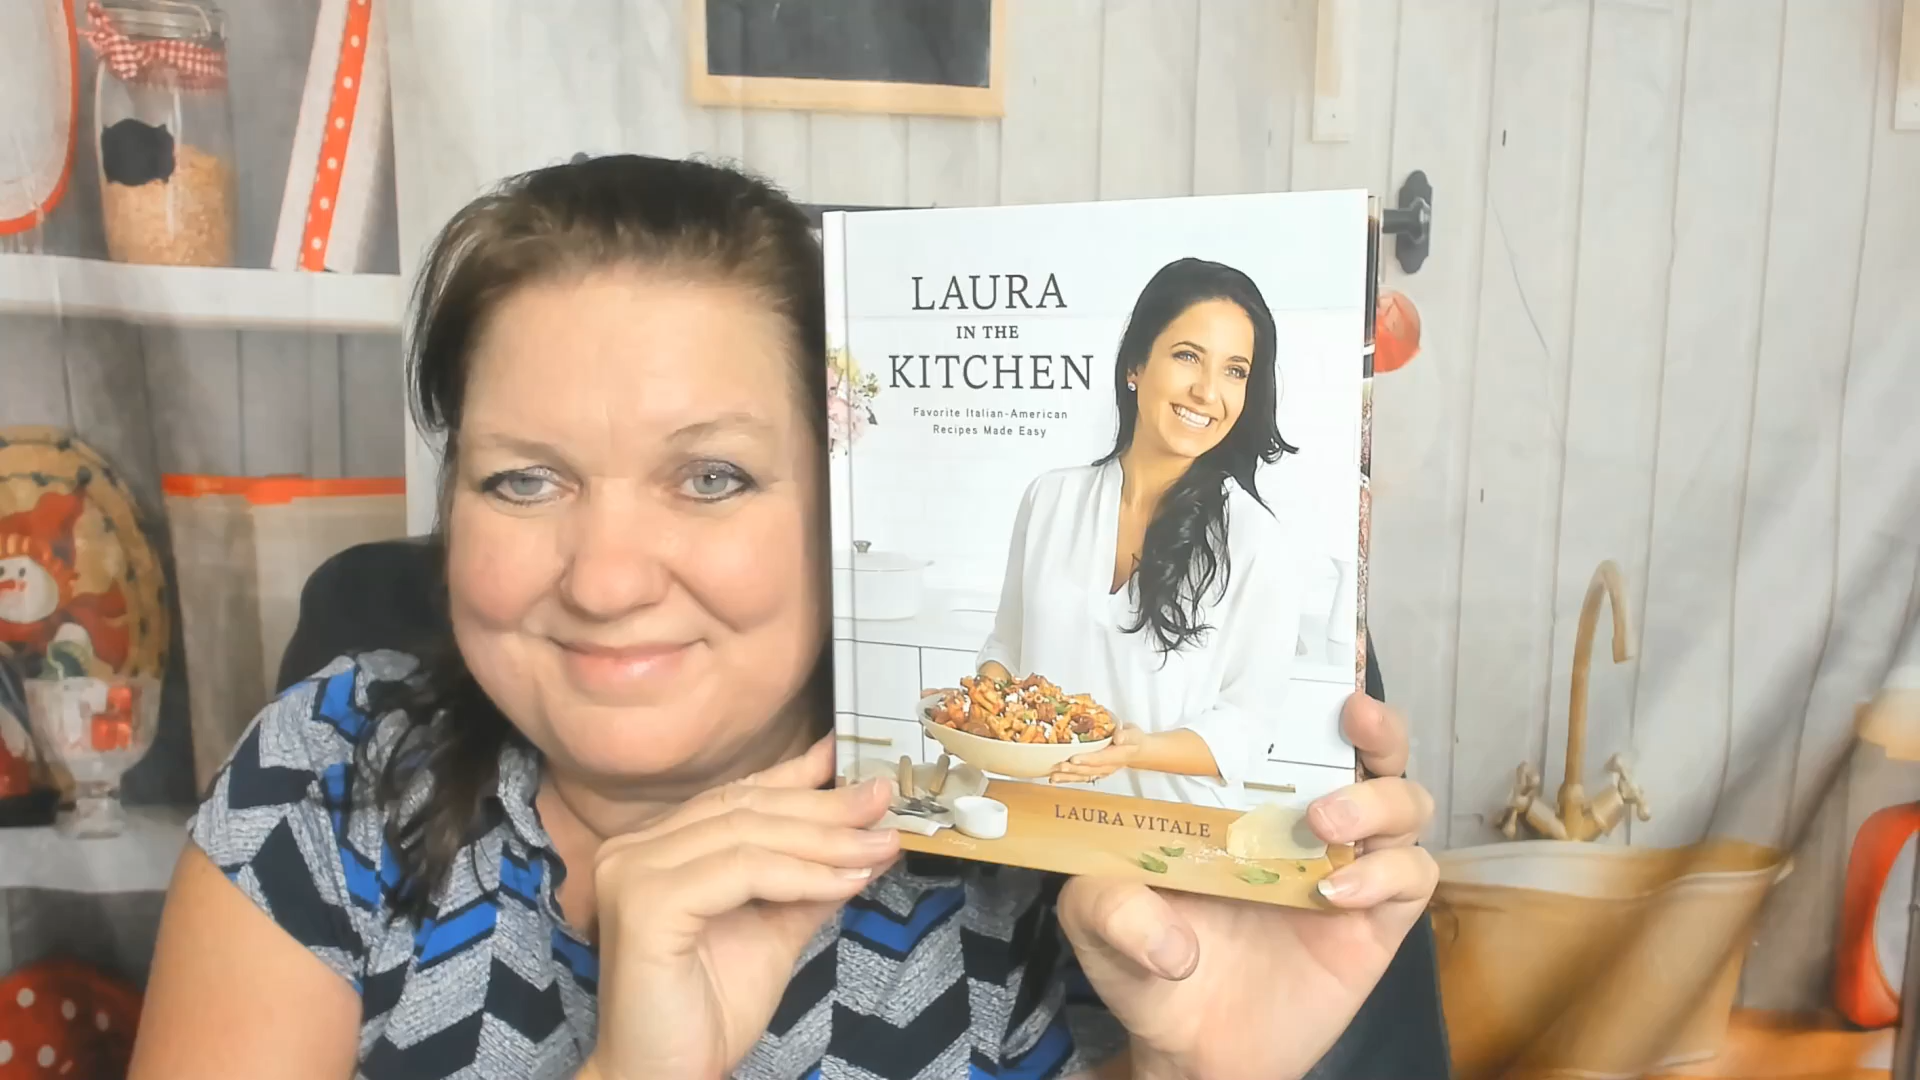 LAURA
IN THE
KITCHEN
Favorite Italian-American
Recipes Made Easy
LAURA VITALE